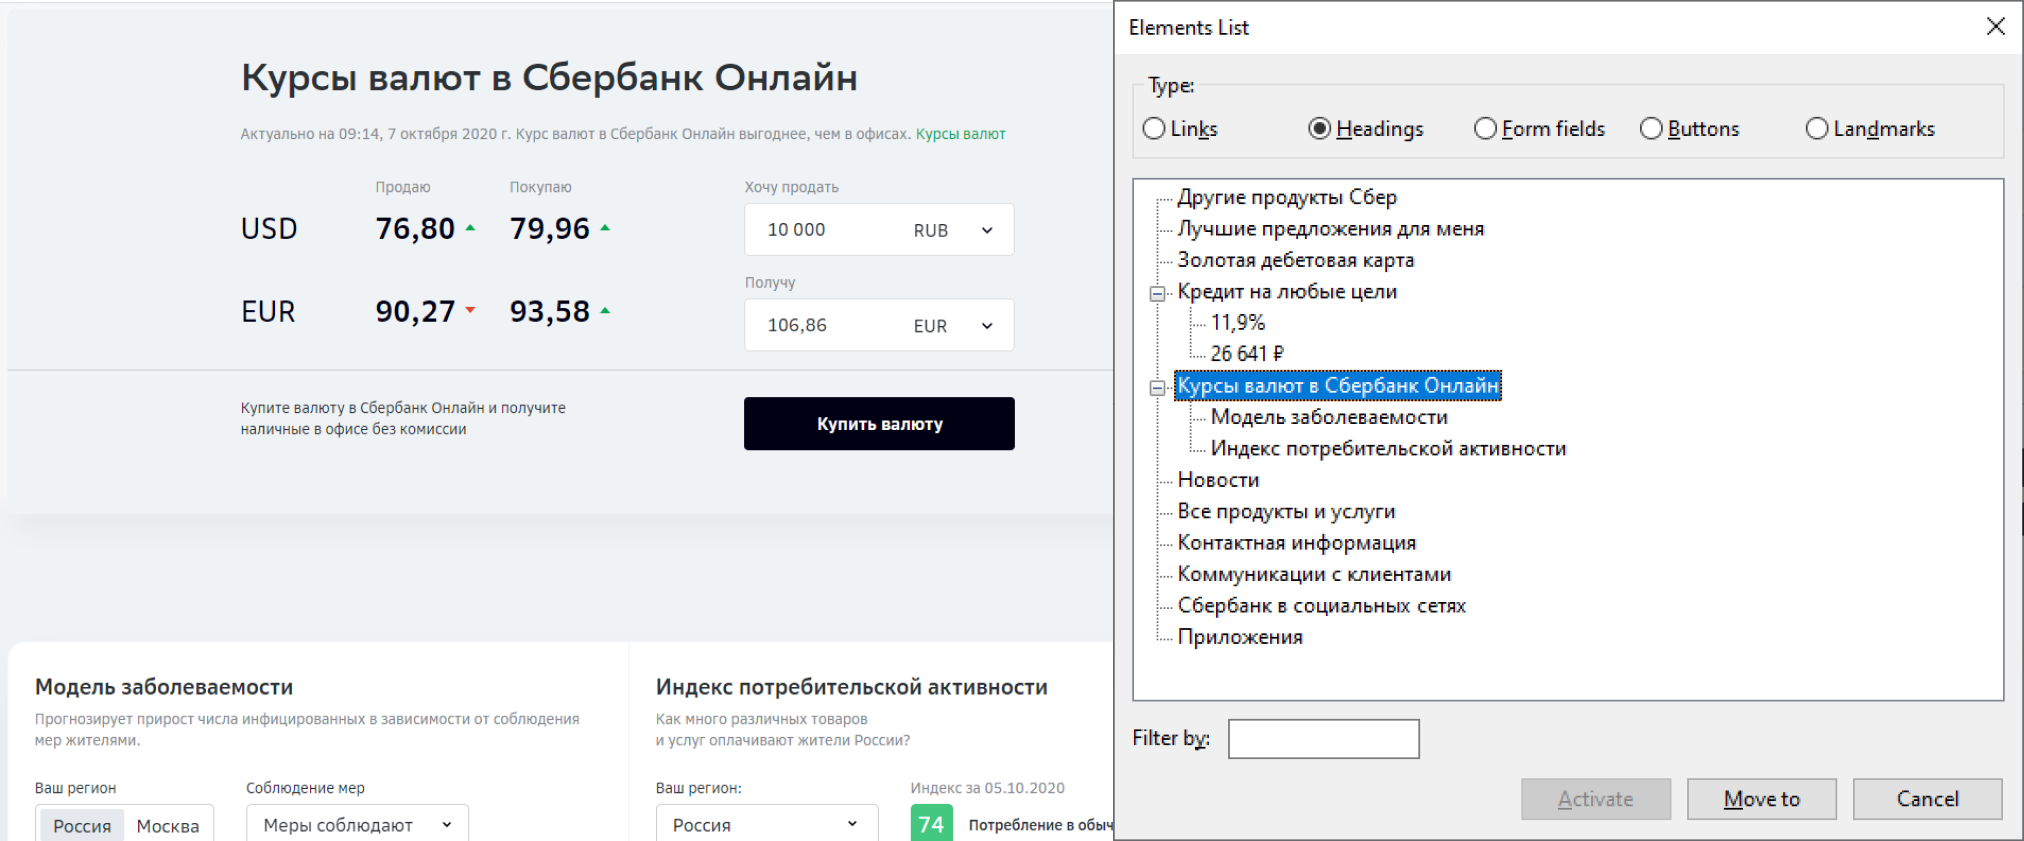 Курсы валют в Сбербанк Онлайн
Актуально на 09:14, 7 октября 2020 г. Курс валют в Сбербанк Онлайн выгоднее, чем в офисах. Курсы валют
Продаю Покупаю
USD 76,80 79,96
EUR 90,27 93,58
Хочу продать
10 000 RUB
Получу
106,86 EUR
Купите валюту в Сбербанк Онлайн и получите
наличные в офисе без комиссии
Купить валюту
Модель заболеваемости
Прогнозирует прирост числа инфицированных в зависимости от соблюдения
мер жителями.
Ваш регион Соблюдение мер
Россия Москва Меры соблюдают
Индекс потребительской активности
Как много различных товаров
и услуг оплачивают жители России?
Ваш регион: Индекс за 05.10.2020
Россия 74 Потребление в обыч
Elements List
Type:
Links Headings Form fields Buttons Landmarks
Другие продукты Сбер
Лучшие предложения для меня
Золотая дебетовая карта
Кредит на любые цели
11,9%
26 641 ₽
Курсы валют в Сбербанк Онлайн
Модель заболеваемости
Индекс потребительской активности
Новости
Все продукты и услуги
Контактная информация
Коммуникации с клиентами
Сбербанк в социальных сетях
Приложения
Filter by:
Activate Move to Cancel